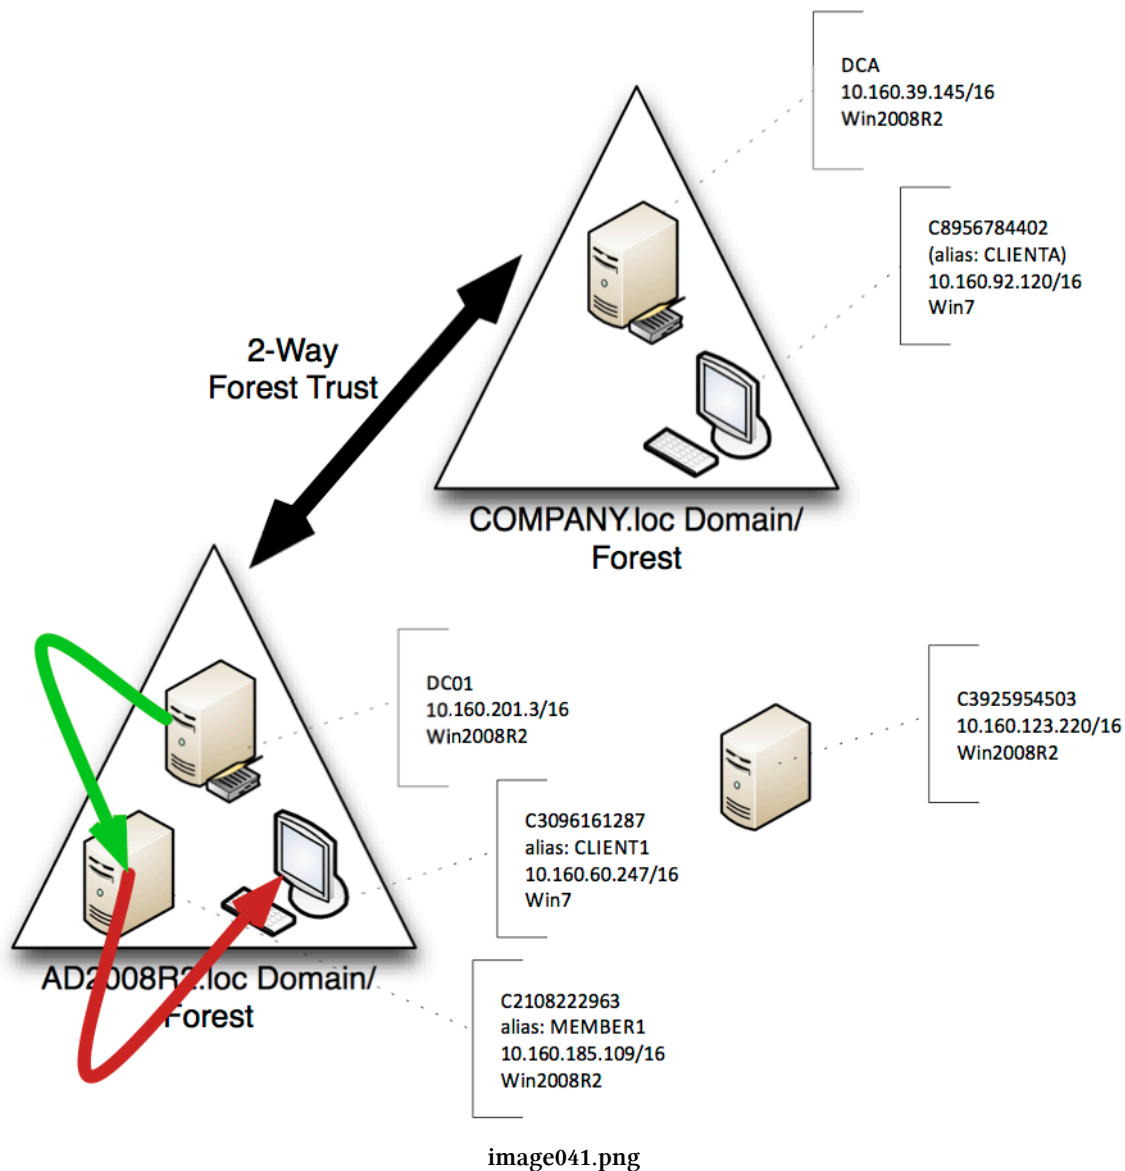 DCA
10.160.39.145/16
Win2008R2
C8956784402
(alias: CLIENTA)
10.160.92.120/16
Win7
2-Way
Forest Trust
COMPANY.loc Domain/
Forest
DC01
10.160.201.3/16
Win2008R2
C3925954503
10.160.123.220/16
Win2008R2
C3096161287
alias: CLIENT1
10.160.60.247/16
Win7
AD2008R2.loc Domain/
Forest
C2108222963
alias: MEMBER1
10.160.185.109/16
Win2008R2
image041.png